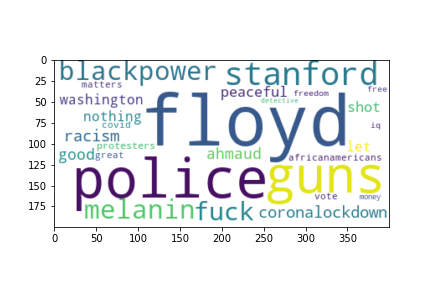 0
25
50
75
100
125
150
175
0 50 100 150 200 250 300 350
blackpower stanford
matters peaceful freedom free
washington detective
floyd shot
nothing
covid iq
racism
protesters let
good great ahmaud africanamericans
police guns
vote money
melanin fuck coronalockdown